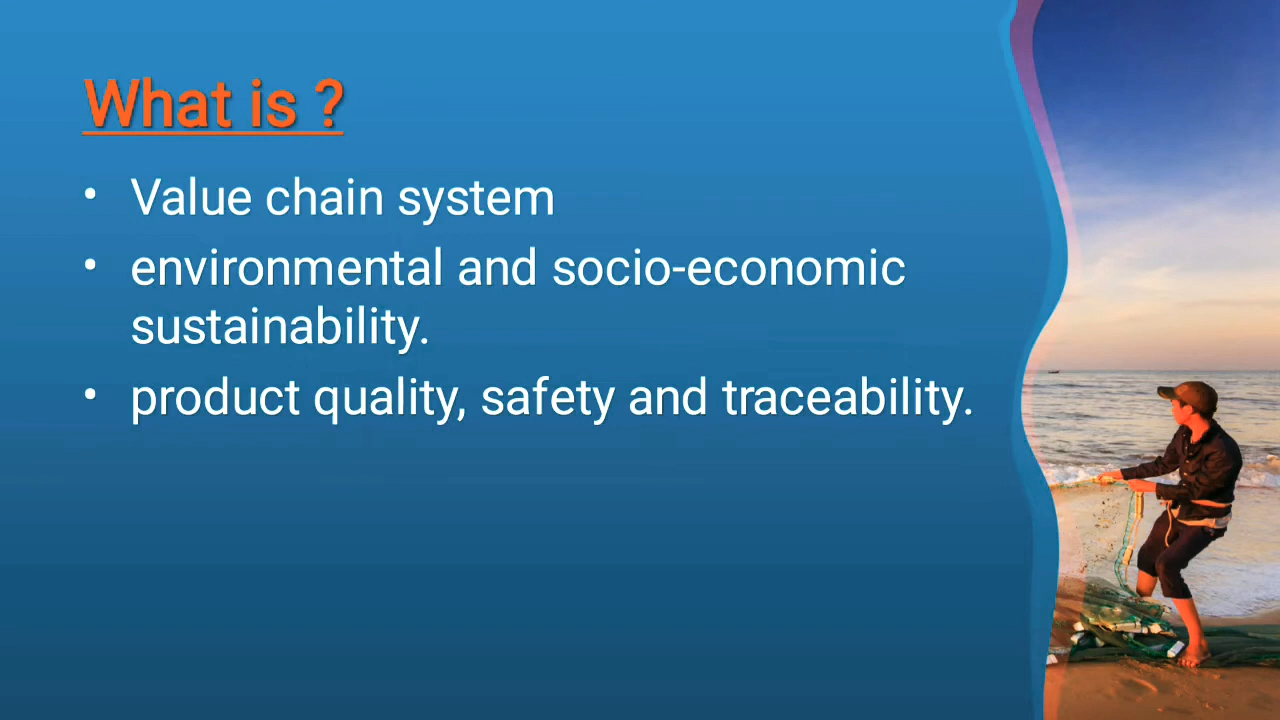 What is ?
• Value chain system
• environmental and socio-economic
sustainability.
• product quality, safety and traceability.